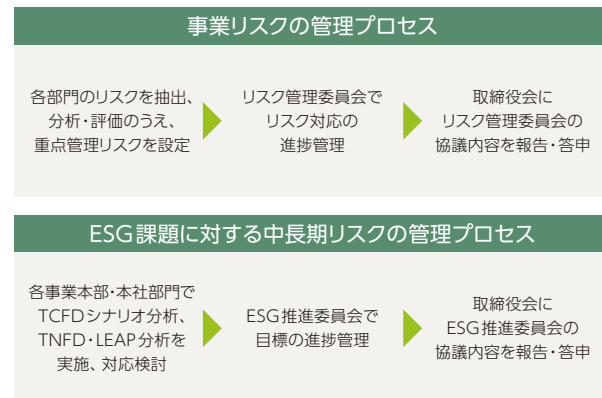 事業リスクの管理プロセス
各部門のリスクを抽出、
分析・評価のうえ、
重点管理リスクを設定
リスク管理委員会で
リスク対応の
進捗管理
取締役会に
リスク管理委員会の
協議内容を報告・答申
ESG課題に対する中長期リスクの管理プロセス
各事業本部・本社部門で
TCFDシナリオ分析、
TNFD・LEAP分析を
実施、対応検討
ESG推進委員会で
目標の進捗管理
取締役会に
ESG推進委員会の
協議内容を報告・答申